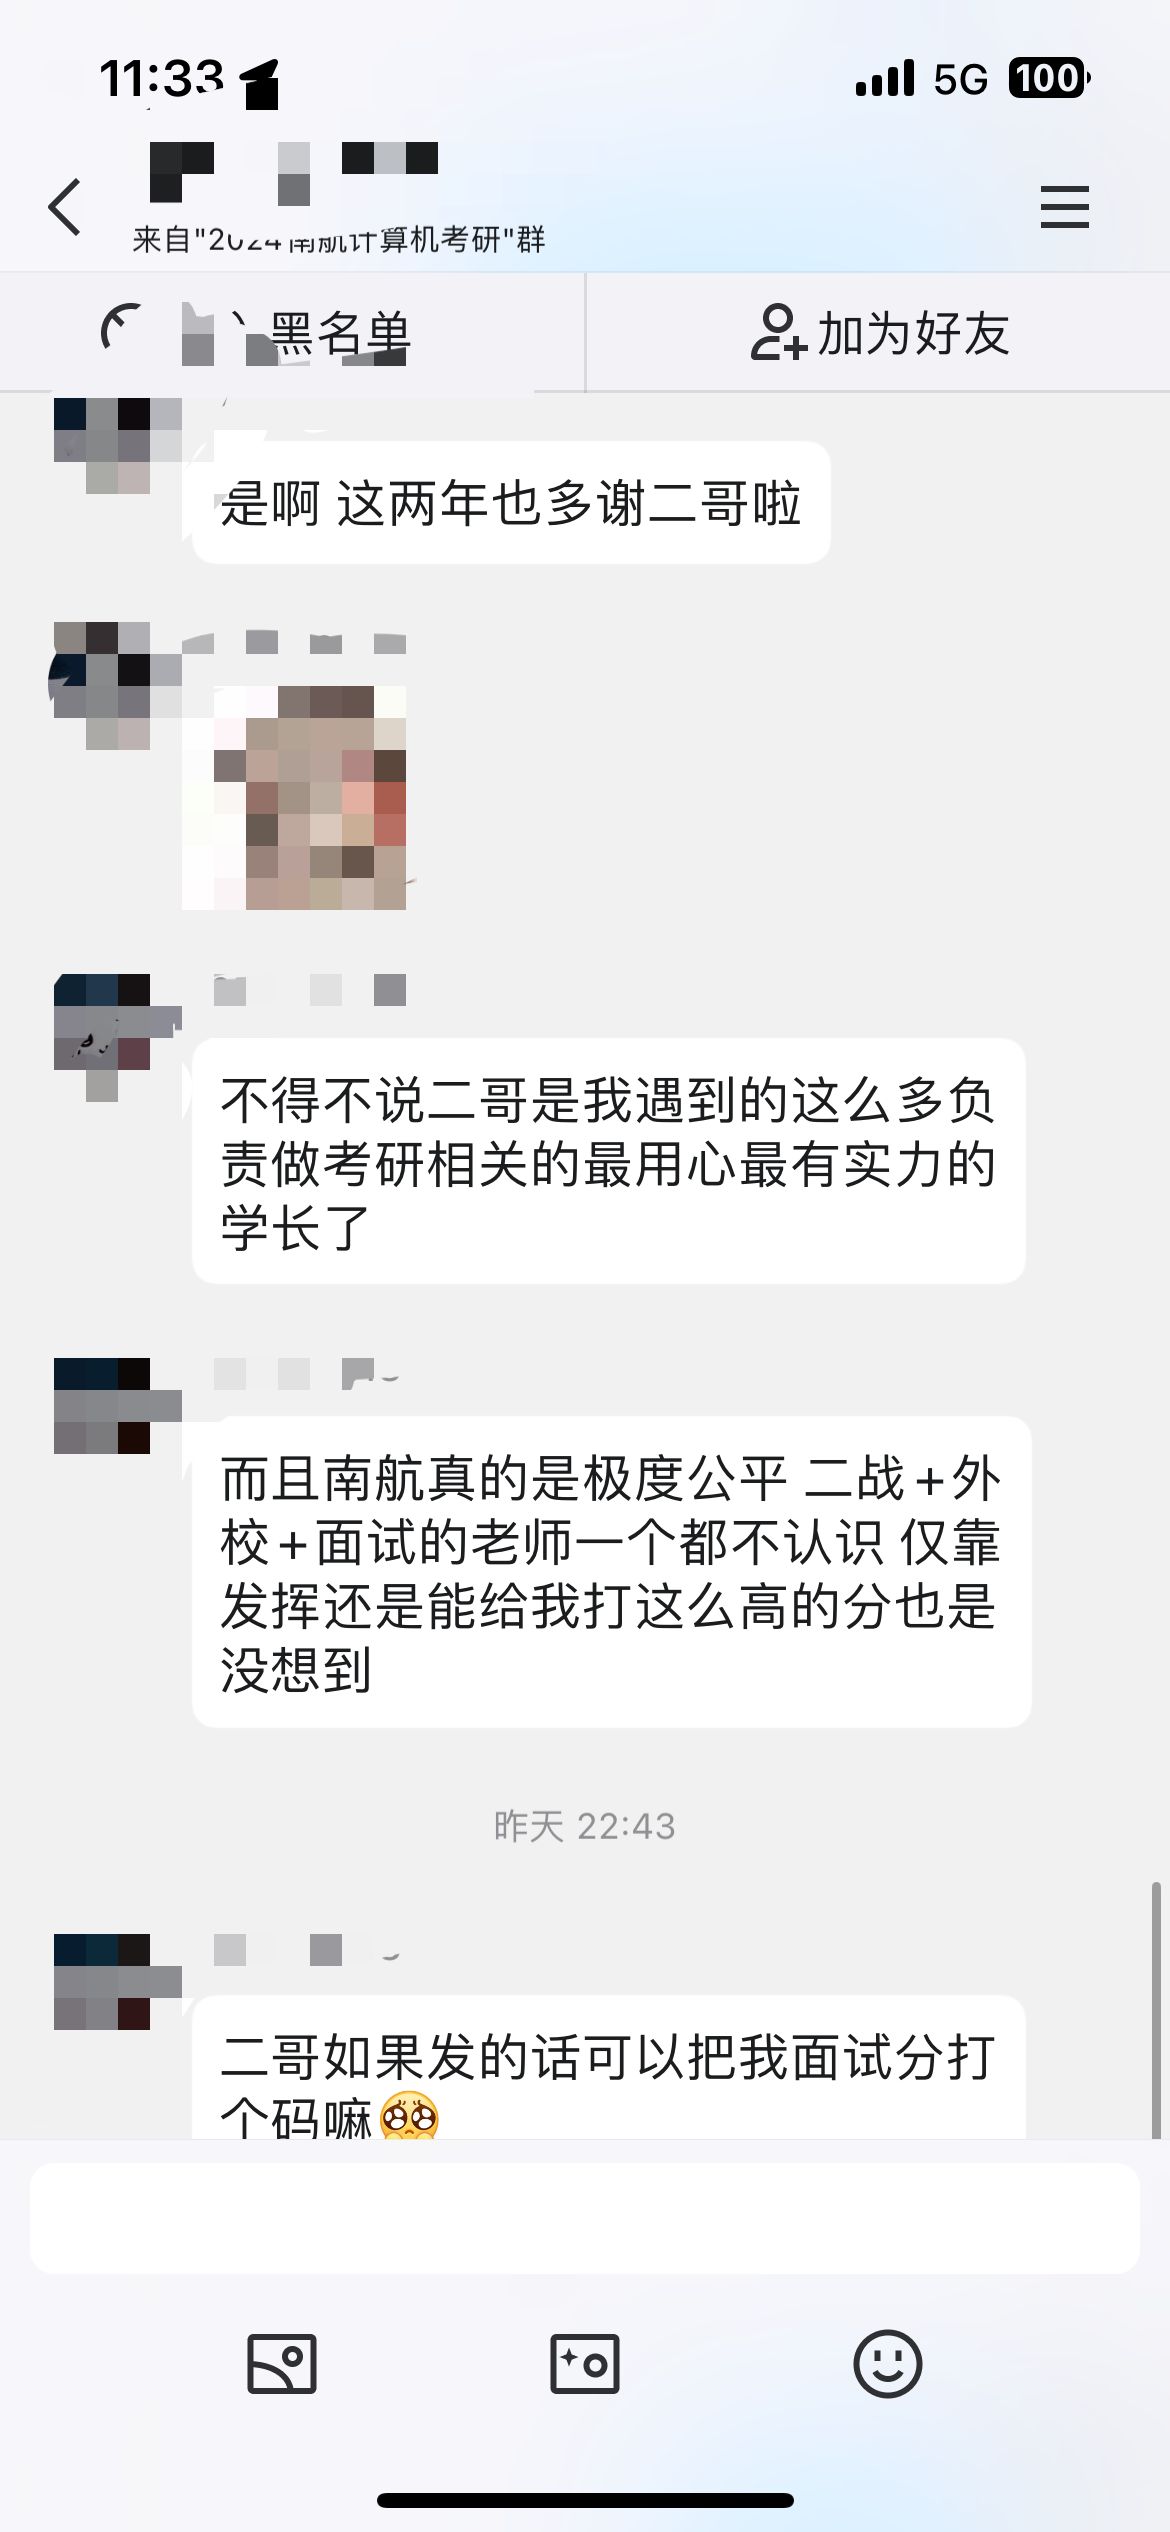 11:33
5G
100
来自"2024南航计算机考研"群
黑名单
加为好友
是啊 这两年也多谢二哥啦
不得不说二哥是我遇到的这么多负
责做考研相关的最用心最有实力的
学长了
而且南航真的是极度公平 二战+外
校+面试的老师一个都不认识 仅靠
发挥还是能给我打这么高的分也是
没想到
昨天 22:43
二哥如果发的话可以把我面试分打
个码嘛🥺